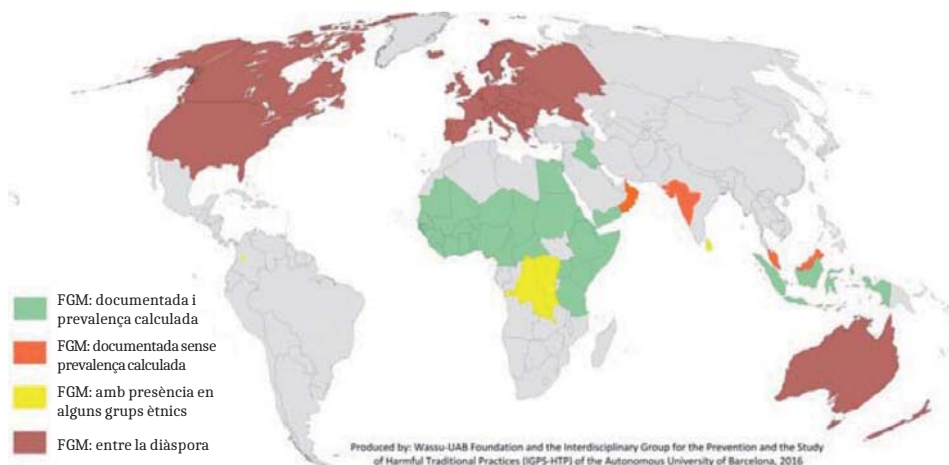 FGM: documentada i
prevalença calculada
FGM: documentada sense
prevalença calculada
FGM: amb presència en
alguns grups ètnics
FGM: entre la diàspora
Produced by: Wassu-UAB Foundation and the Interdisciplinary Group for the Prevention and the Study
of Harmful Traditional Practices (IGPS-HTP) of the Autonomous University of Barcelona, 2016